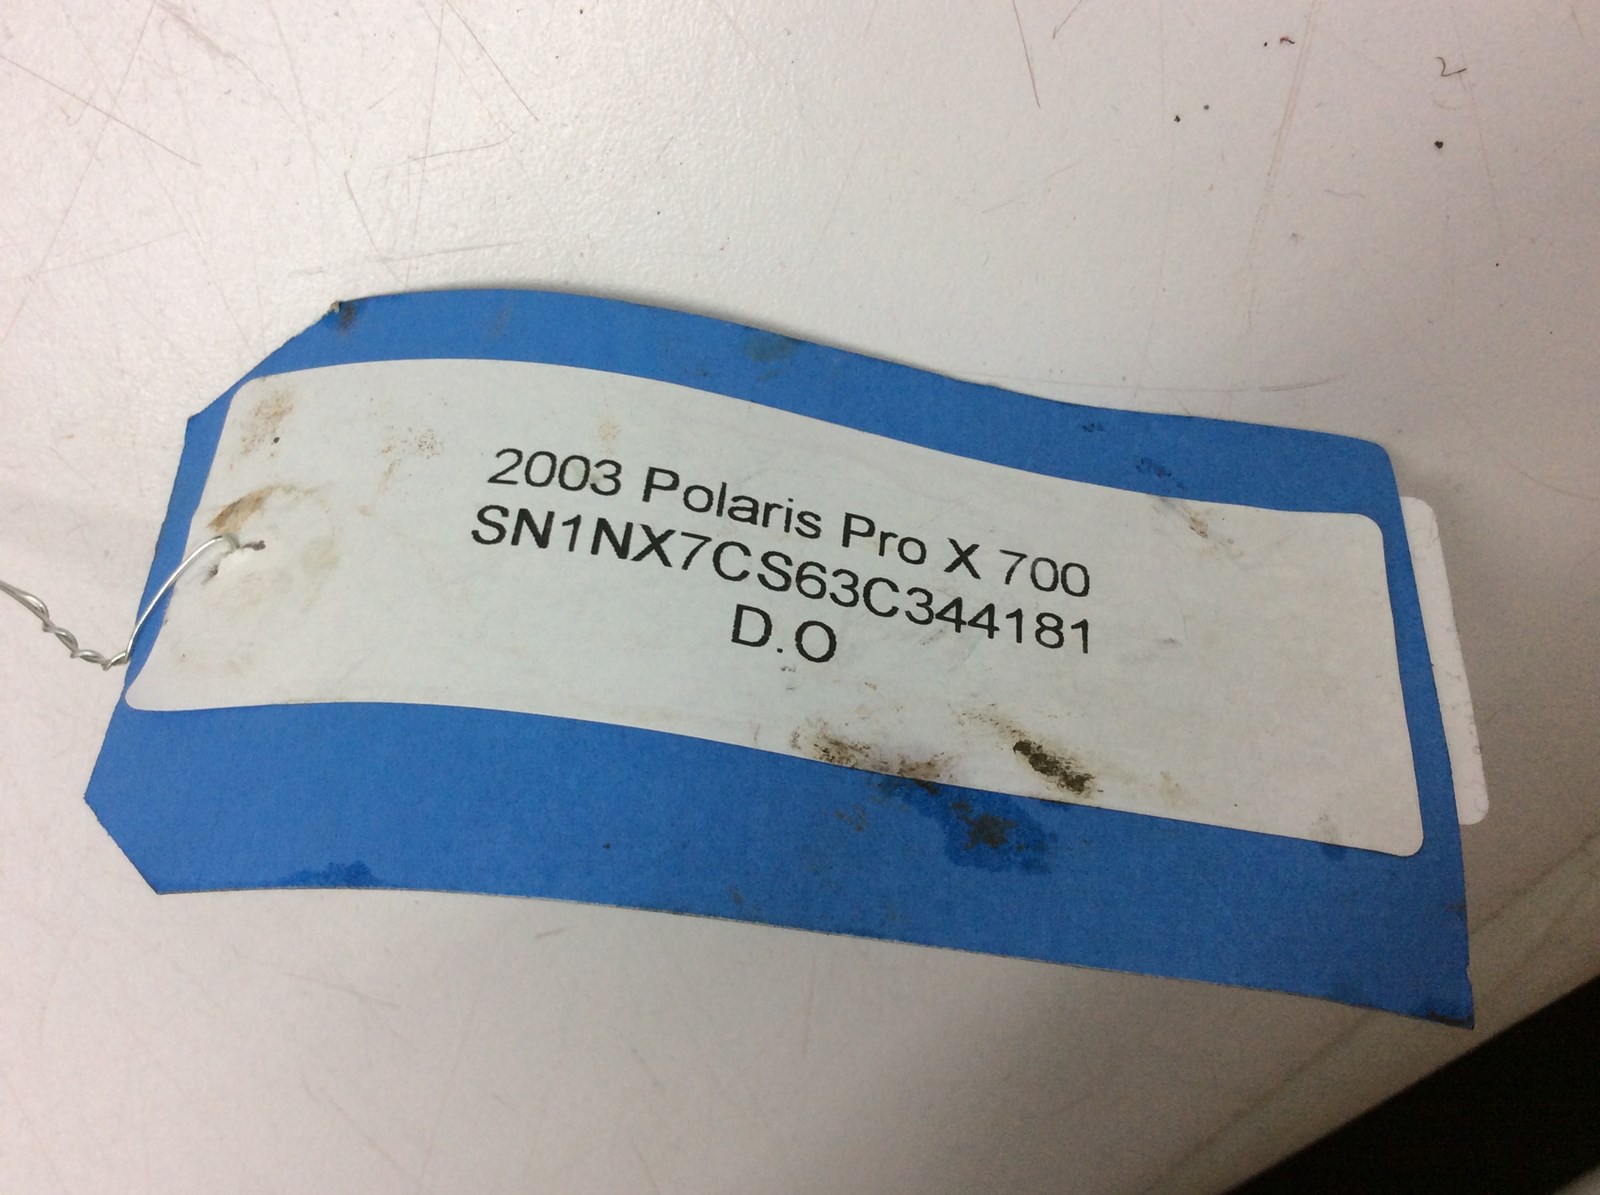 2003 Polaris Pro X 700
SN1NX7CS63C344181
D.O